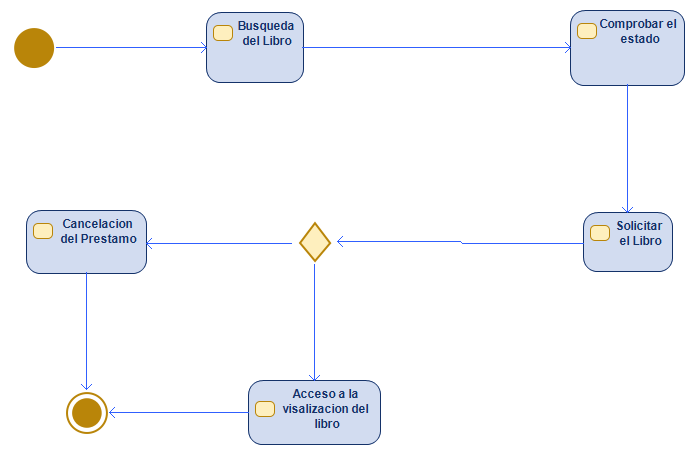 Busqueda
del Libro
Comprobar el
estado
Cancelacion
del Prestamo
Solicitar
el Libro
Acceso a la
visalizacion del
libro